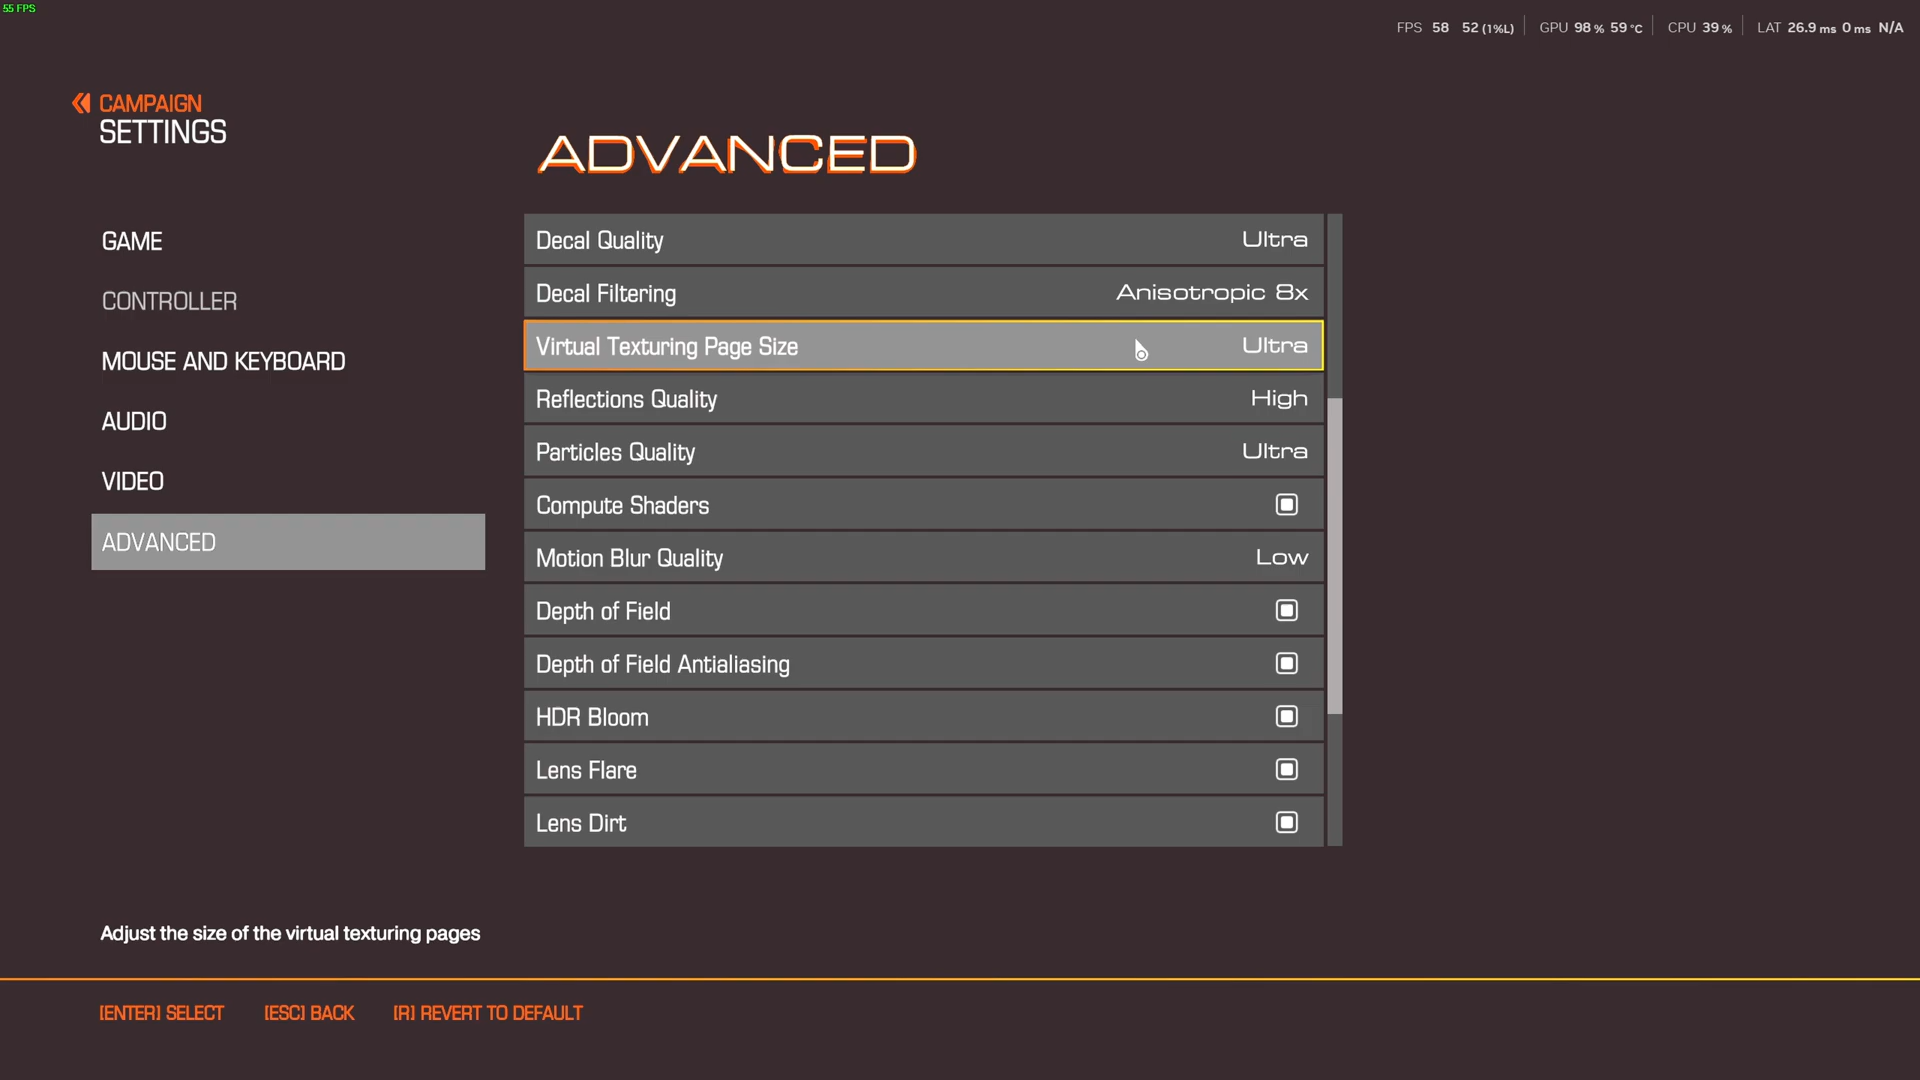 55 FPS
FPS 58 52 (1%L) GPU 98 % 59 °C CPU 39 % LAT 26.9 ms 0 ms N/A
CAMPAIGN
SETTINGS
ADVANCED
GAME
CONTROLLER
MOUSE AND KEYBOARD
AUDIO
VIDEO
ADVANCED
Decal Quality Ultra
Decal Filtering Anisotropic 8x
Virtual Texturing Page Size Ultra
Reflections Quality High
Particles Quality Ultra
Compute Shaders
Motion Blur Quality Low
Depth of Field
Depth of Field Antialiasing
HDR Bloom
Lens Flare
Lens Dirt
Adjust the size of the virtual texturing pages
[ENTER] SELECT [ESC] BACK [R] REVERT TO DEFAULT